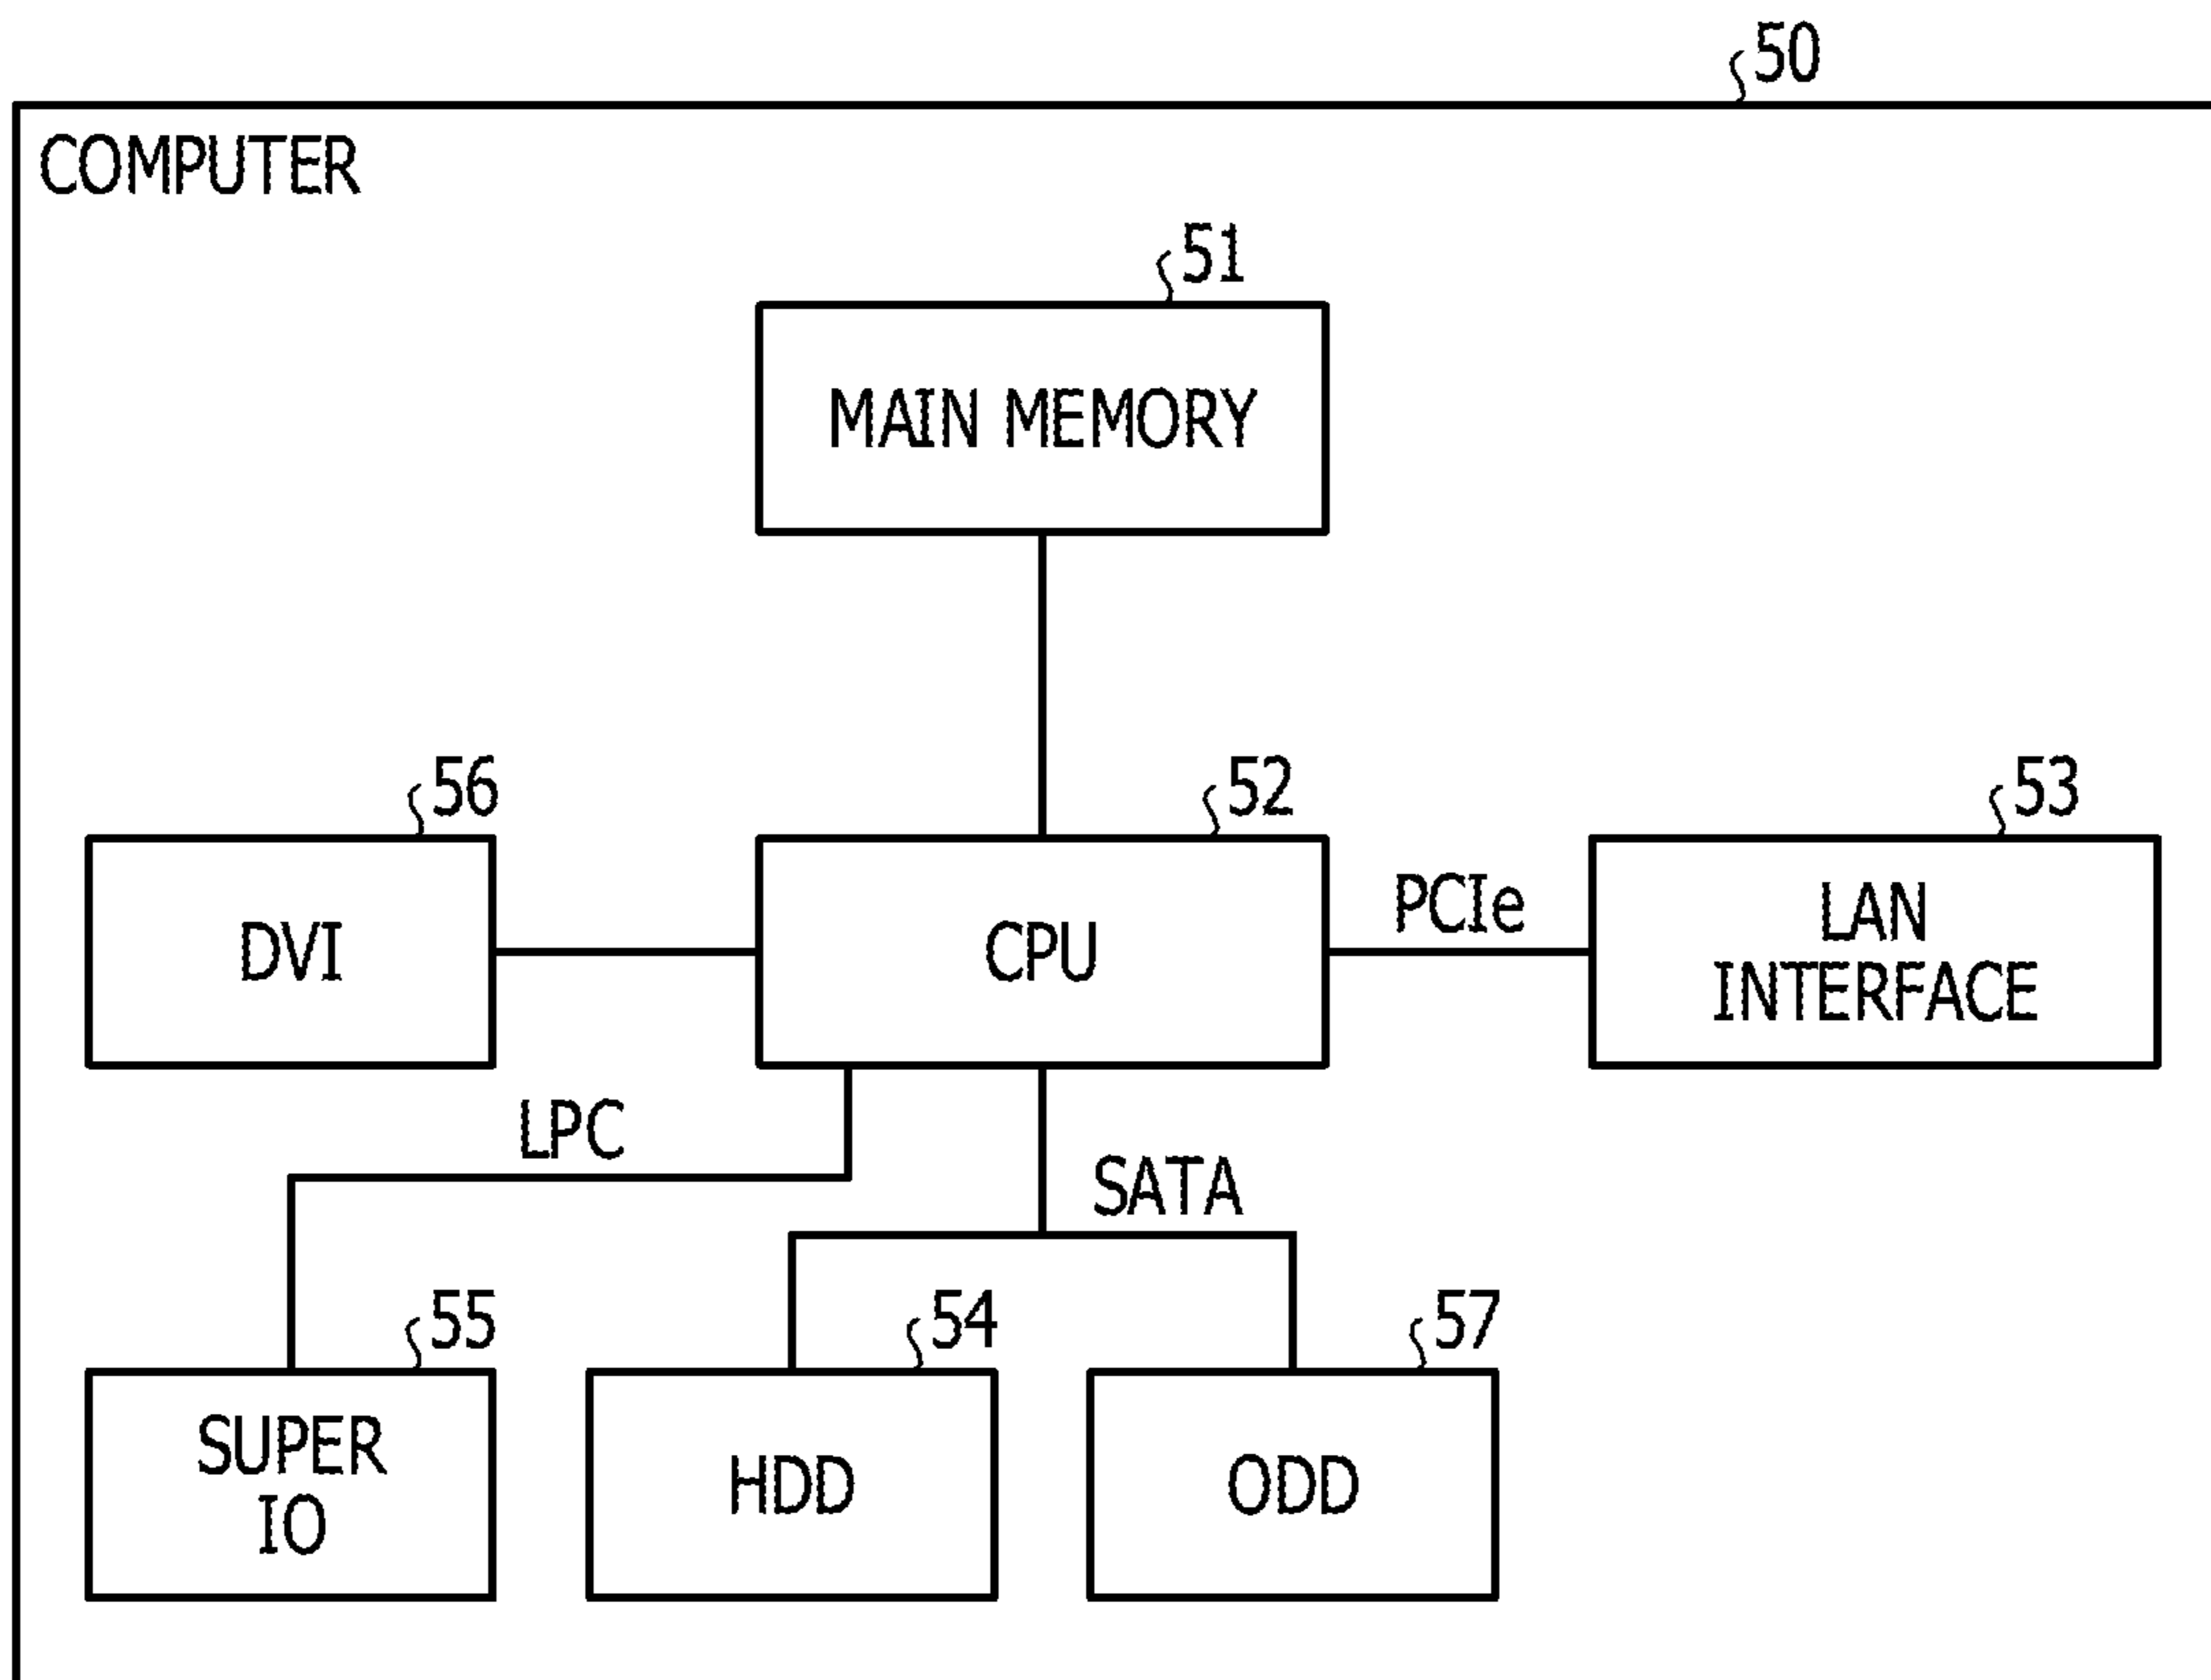 50
COMPUTER
51
MAIN MEMORY
56
52
53
DVI
CPU
PCIe
LAN
INTERFACE
LPC
SATA
55
54
57
SUPER
IO
HDD
ODD